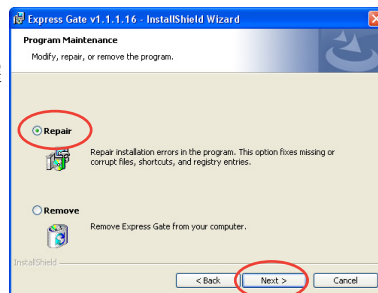 Express Gate v1.1.1.16 - InstallShield Wizard
Program Maintenance
Modify, repair, or remove the program.
Repair
Repair installation errors in the program. This option fixes missing or
corrupt files, shortcuts, and registry entries.
Remove
Remove Express Gate from your computer.
InstallShield
< Back Next > Cancel